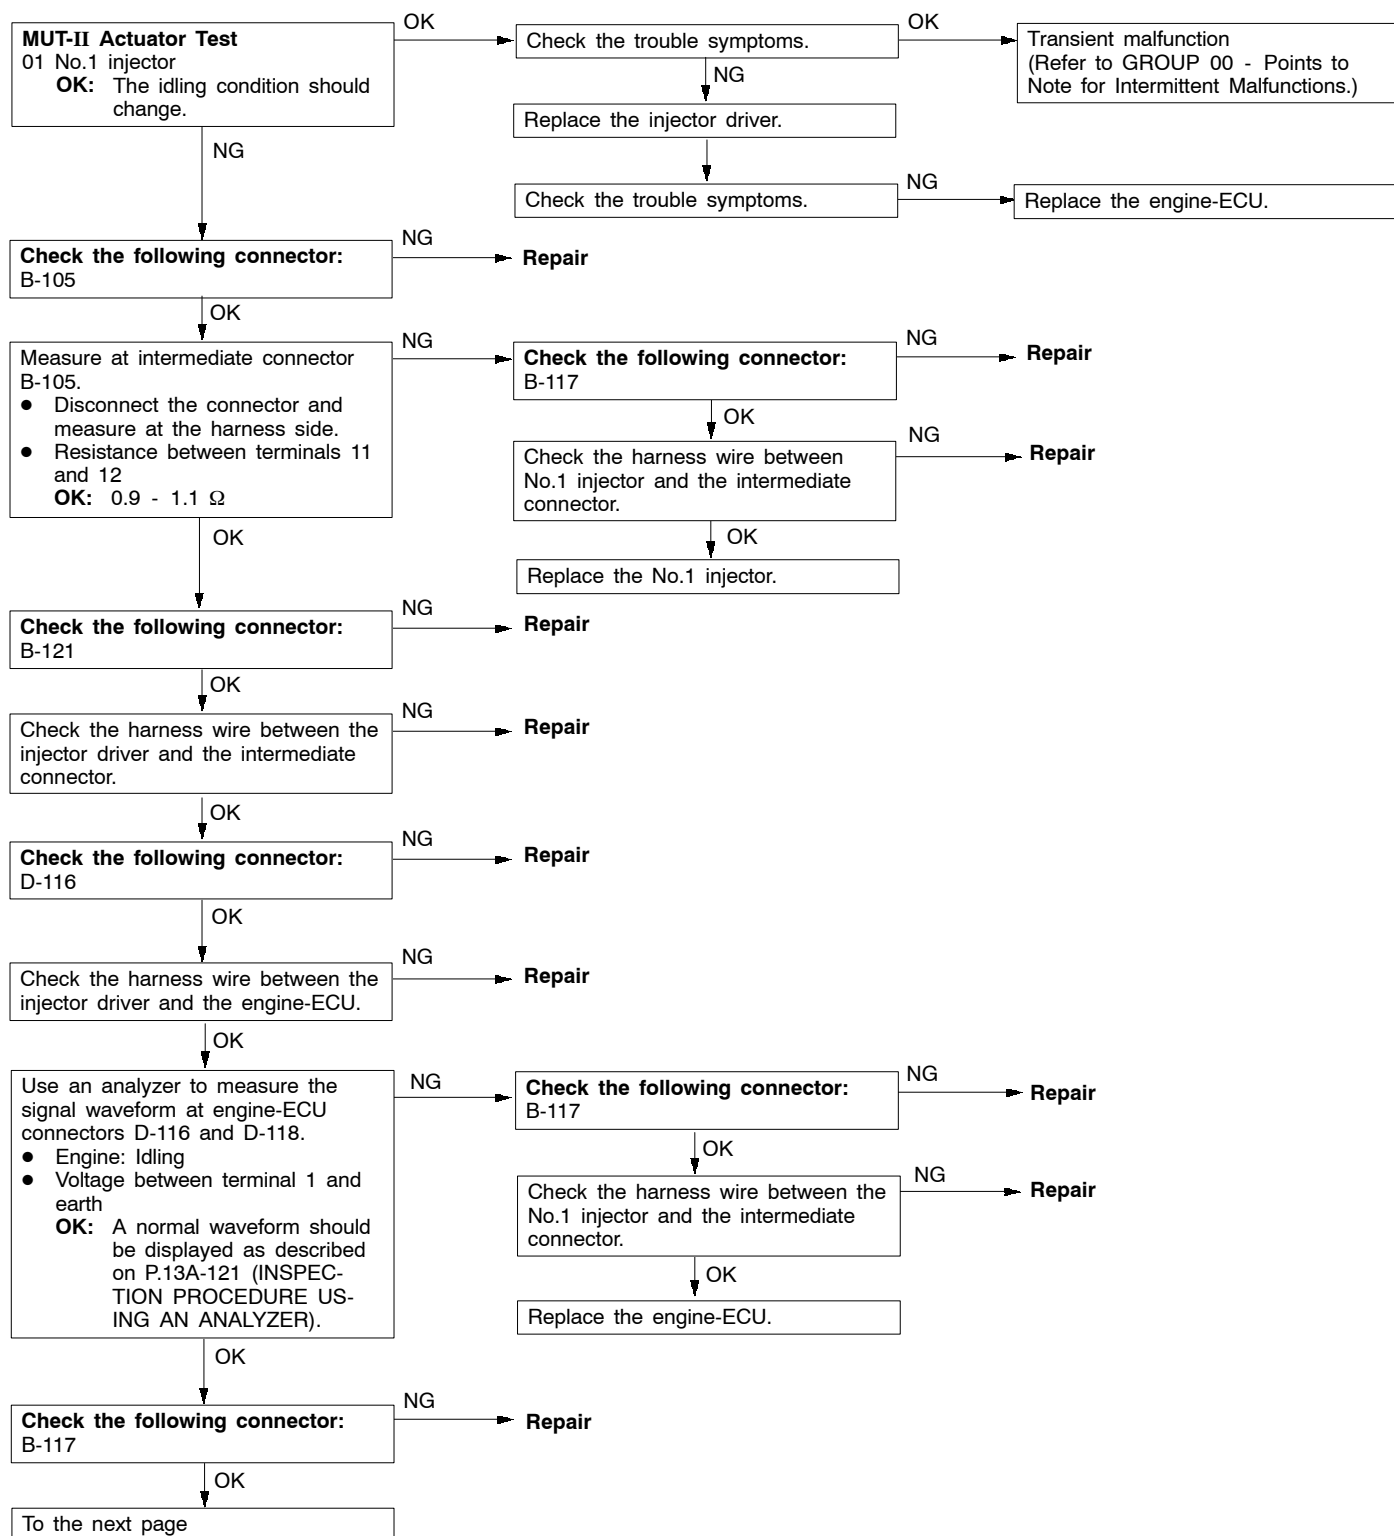 MUT-II Actuator Test
01 No.1 injector
OK: The idling condition should
change.
OK
Check the trouble symptoms.
OK
Transient malfunction
(Refer to GROUP 00 - Points to
Note for Intermittent Malfunctions.)
NG
Replace the injector driver.
Check the trouble symptoms.
NG
Replace the engine-ECU.
NG
Check the following connector:
B-105
NG
Repair
OK
Measure at intermediate connector
B-105.
● Disconnect the connector and
measure at the harness side.
● Resistance between terminals 11
and 12
OK: 0.9 - 1.1 Ω
NG
Check the following connector:
B-117
NG
Repair
OK
Check the harness wire between
No.1 injector and the intermediate
connector.
NG
Repair
OK
Replace the No.1 injector.
OK
Check the following connector:
B-121
NG
Repair
OK
Check the harness wire between the
injector driver and the intermediate
connector.
NG
Repair
OK
Check the following connector:
D-116
NG
Repair
OK
Check the harness wire between the
injector driver and the engine-ECU.
NG
Repair
OK
Use an analyzer to measure the
signal waveform at engine-ECU
connectors D-116 and D-118.
● Engine: Idling
● Voltage between terminal 1 and
earth
OK: A normal waveform should
be displayed as described
on P.13A-121 (INSPEC-
TION PROCEDURE US-
ING AN ANALYZER).
NG
Check the following connector:
B-117
NG
Repair
OK
Check the harness wire between the
No.1 injector and the intermediate
connector.
NG
Repair
OK
Replace the engine-ECU.
OK
Check the following connector:
B-117
NG
Repair
OK
To the next page